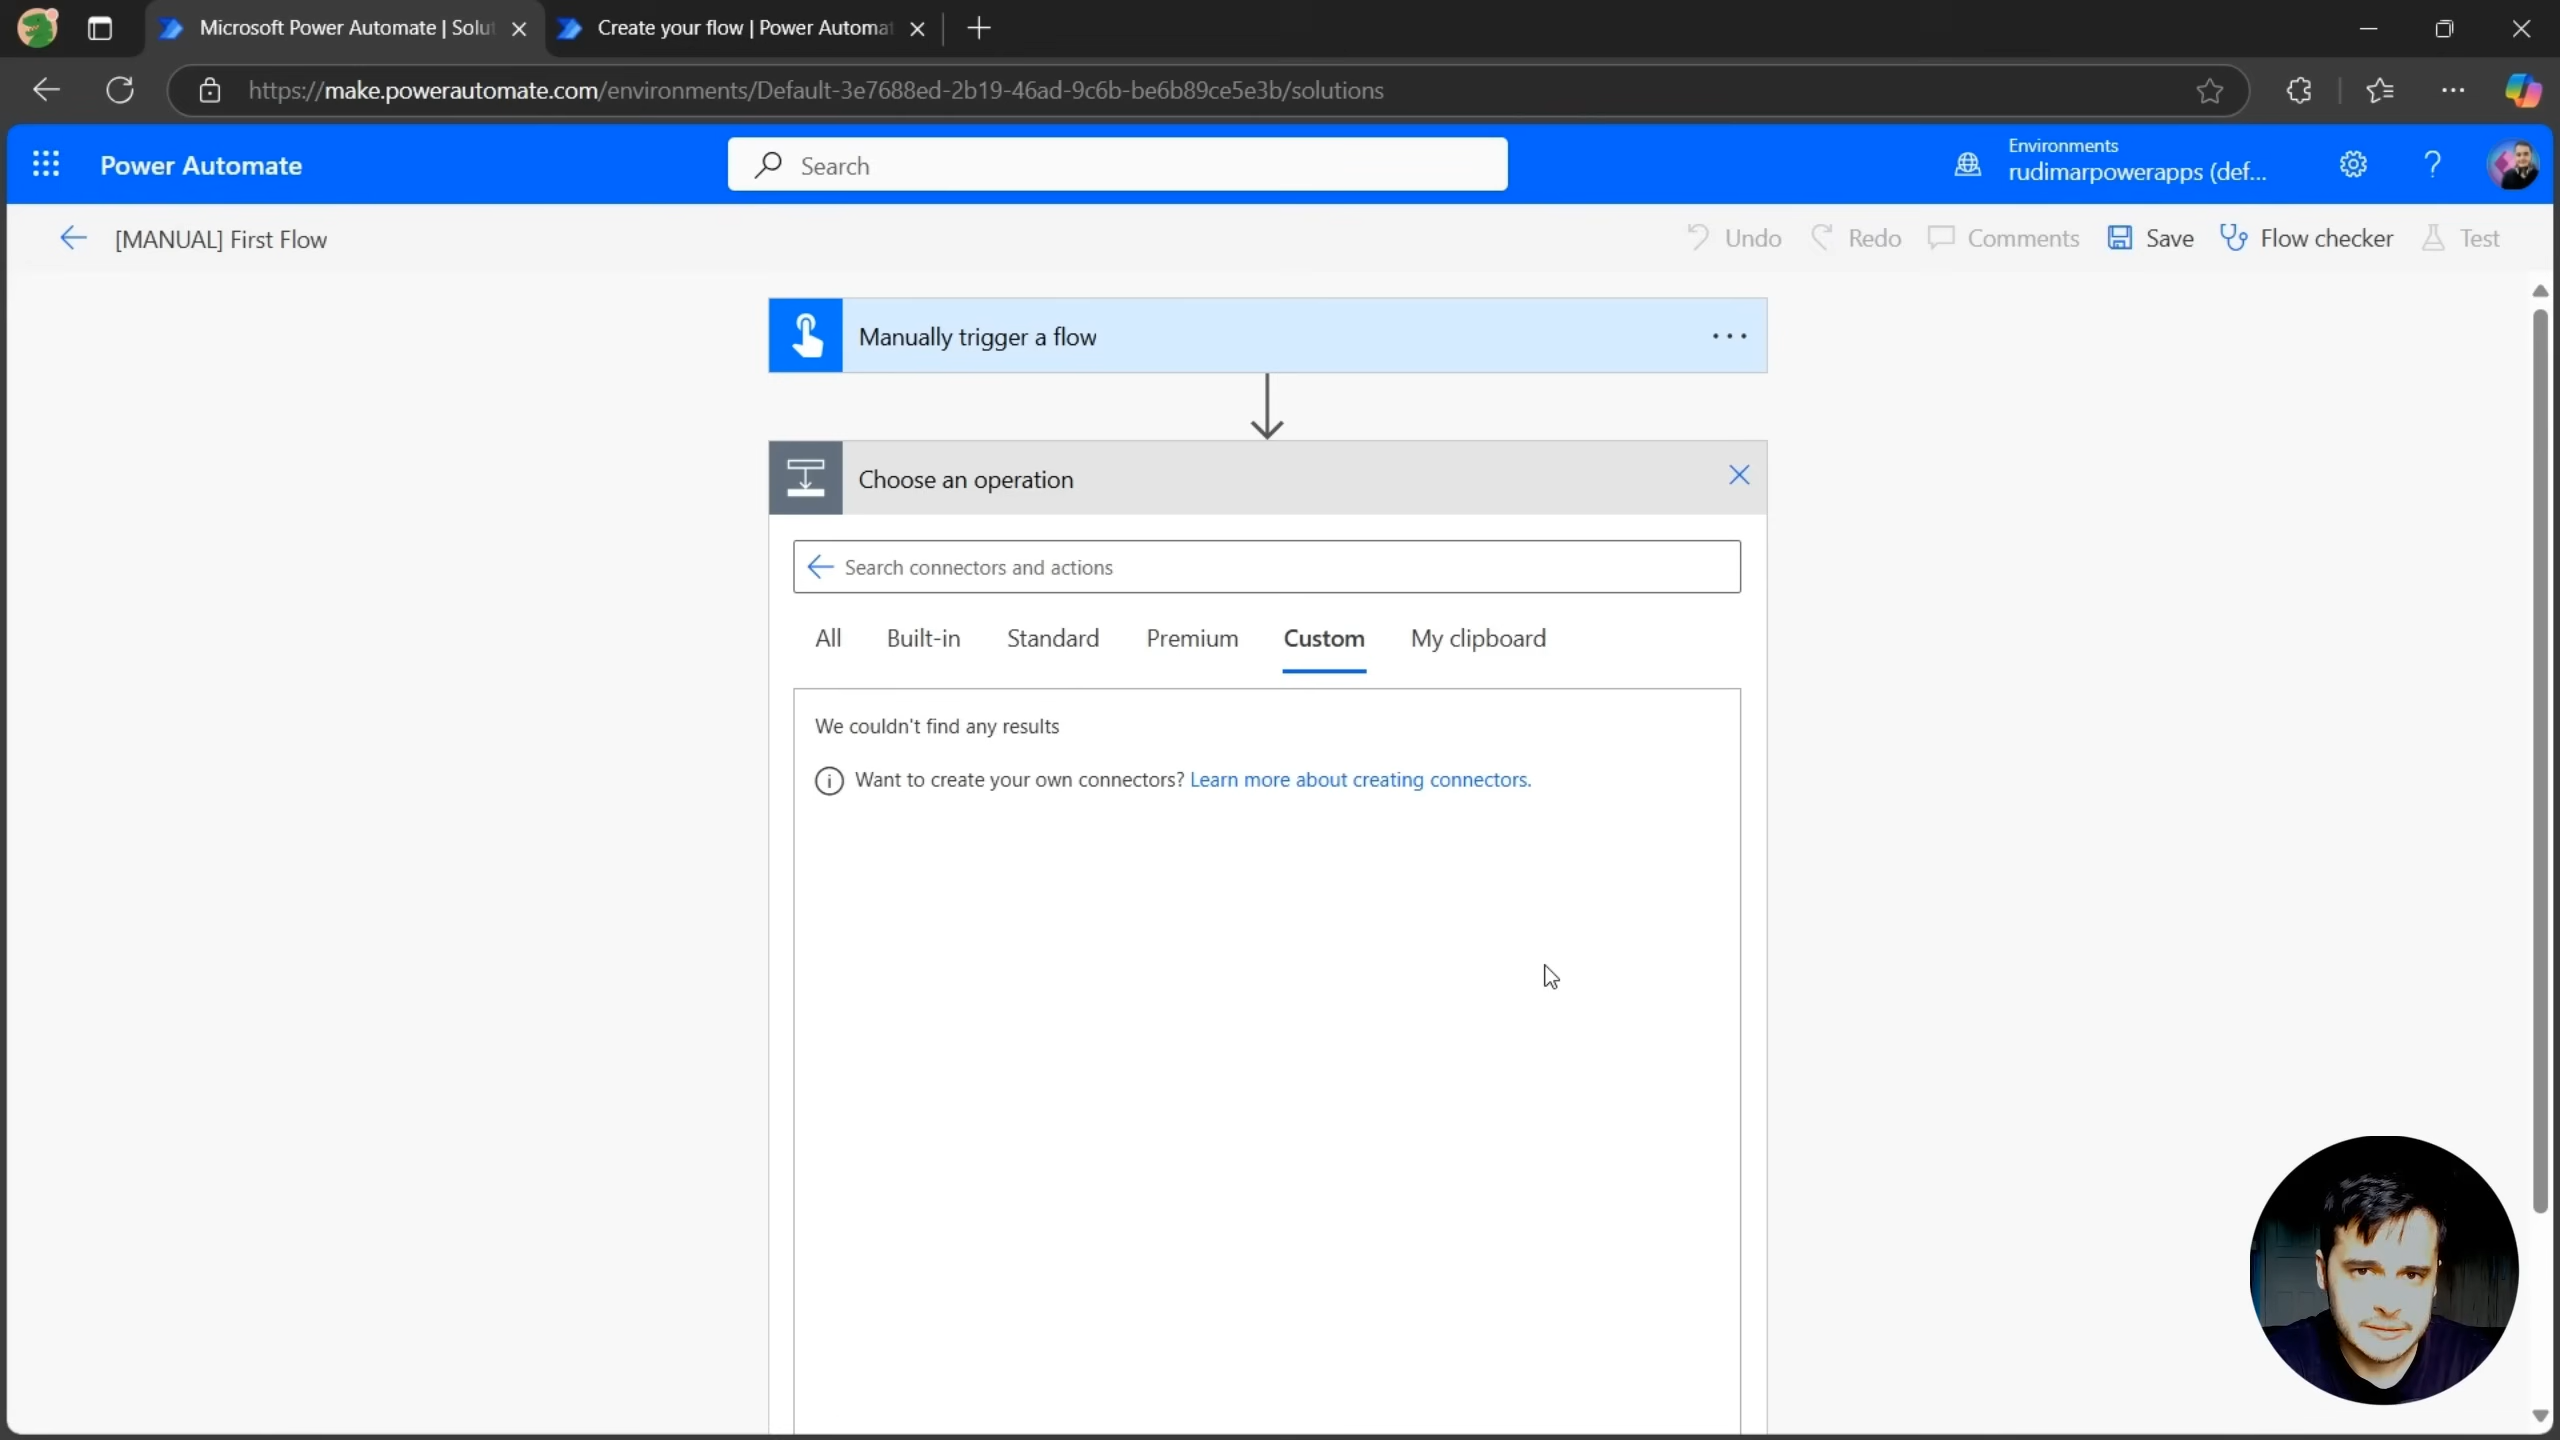 Microsoft Power Automate | Solut
Create your flow | Power Automat
https://make.powerautomate.com/environments/Default-3e7688ed-2b19-46ad-9c6b-be6b89ce5e3b/solutions
Power Automate
Search
Environments
rudimarpowerapps (def...
[MANUAL] First Flow
Undo
Redo
Comments
Save
Flow checker
Test
Manually trigger a flow
Choose an operation
Search connectors and actions
All
Built-in
Standard
Premium
Custom
My clipboard
We couldn't find any results
Want to create your own connectors? Learn more about creating connectors.